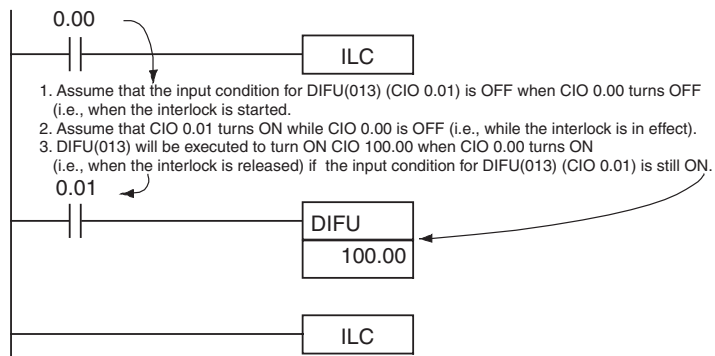 0.00
ILC
1. Assume that the input condition for DIFU(013) (CIO 0.01) is OFF when CIO 0.00 turns OFF
(i.e., when the interlock is started.
2. Assume that CIO 0.01 turns ON while CIO 0.00 is OFF (i.e., while the interlock is in effect).
3. DIFU(013) will be executed to turn ON CIO 100.00 when CIO 0.00 turns ON
(i.e., when the interlock is released) if the input condition for DIFU(013) (CIO 0.01) is still ON.
0.01
DIFU
100.00
ILC